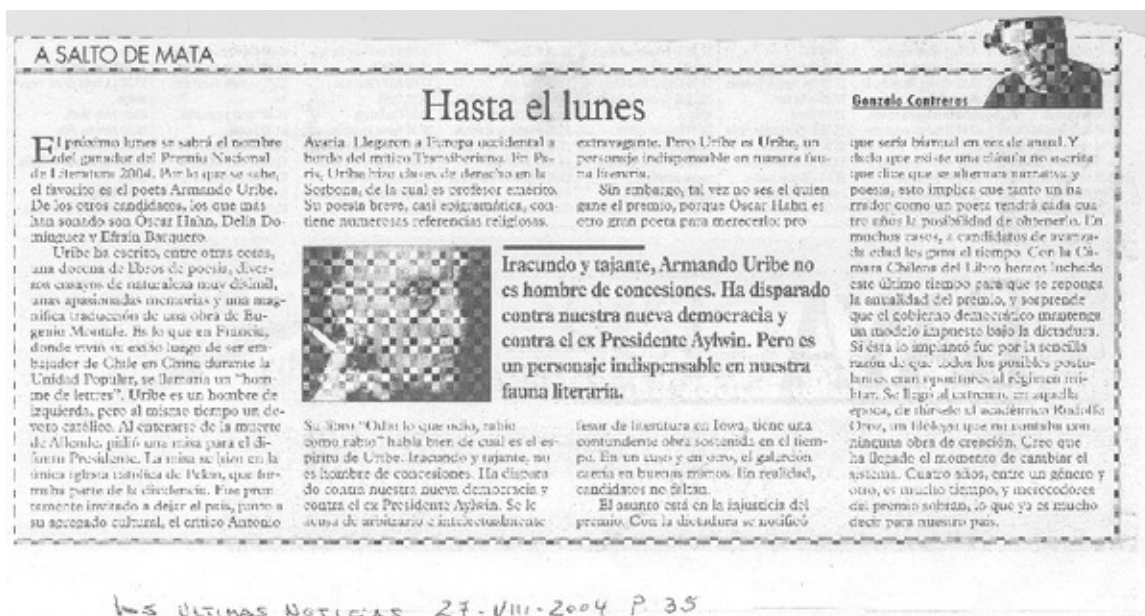 A SALTO DE MATA
Hasta el lunes
Gonzalo Contreras
El próximo lunes se sabrá el nombre
del ganador del Premio Nacional
de Literatura 2004. Por lo que se sabe,
el favorito es el poeta Armando Uribe.
De los otros candidatos, los que más
han sonado son Óscar Hahn, Delia Do-
mínguez y Efraín Barquero.
Uribe ha escrito, entre otras cosas,
una docena de libros de poesía, diver-
sos ensayos de naturaleza muy disímil,
unas apasionadas memorias y una mag-
nífica traducción de una obra de Eu-
genio Montale. Es lo que en Francia,
donde vivió su exilio luego de ser em-
bajador de Chile en China durante la
Unidad Popular, se llamaría un "hom-
me de lettres". Uribe es un hombre de
izquierda, pero al mismo tiempo un de-
voto católico. Al enterarse de la muerte
de Allende, pidió una misa para el di-
funto Presidente. La misa se hizo en la
única iglesia católica de Pekín, que for-
maba parte de la disidencia. Fue pron-
tamente invitado a dejar el país, junto a
su agregado cultural, el crítico Antonio
Avaria. Llegaron a Europa occidental a
bordo del mítico Transiberiano. En Pa-
rís, Uribe hizo clases de derecho en la
Sorbona, de la cual es profesor emérito.
Su poesía breve, casi epigramática, con-
tiene numerosas referencias religiosas.
Su libro "Odio lo que odio, rabio
como rabio" habla bien de cual es el es-
píritu de Uribe. Iracundo y tajante, no
es hombre de concesiones. Ha dispara-
do contra nuestra nueva democracia y
contra el ex Presidente Aylwin. Se le
acusa de arbitrario e intelectualmente
extravagante. Pero Uribe es Uribe, un
personaje indispensable en nuestra fau-
na literaria.
Sin embargo, tal vez no sea él quien
gane el premio, porque Óscar Hahn es
otro gran poeta para merecerlo: pro
Iracundo y tajante, Armando Uribe no
es hombre de concesiones. Ha disparado
contra nuestra nueva democracia y
contra el ex Presidente Aylwin. Pero es
un personaje indispensable en nuestra
fauna literaria.
fesor de literatura en Iowa, tiene una
contundente obra sostenida en el tiem-
po. En un caso y en otro, el galardón
caería en buenas manos. En realidad,
candidatos no faltan.
El asunto está en la injusticia del
premio. Con la dictadura se notificó
que sería bianual en vez de anual. Y
dado que existe una cláusula no escrita
que dice que se alternan narrativa y
poesía, esto implica que tanto un na
rrador como un poeta tendrá cada cua-
tro años la posibilidad de obtenerlo. En
muchos casos, a candidatos de avanza-
da edad les gana el tiempo. Con la Cá-
mara Chilena del Libro hemos luchado
este último tiempo para que se reponga
la anualidad del premio, y sorprende
que el gobierno democrático mantenga
un modelo impuesto bajo la dictadura.
Si ésta lo implantó fue por la sencilla
razón de que todos los posibles postu-
lantes eran opositores al régimen mi-
litar. Se llegó al extremo, en aquella
época, de dárselo al académico Rodolfo
Oroz, un filólogo que no contaba con
ninguna obra de creación. Creo que
ha llegado el momento de cambiar el
sistema. Cuatro años, entre un género y
otro, es mucho tiempo, y merecedores
del premio sobran, lo que ya es mucho
decir para nuestro país.
Las ÚLTIMAS NOTICIAS 27-VIII-2004 P. 35